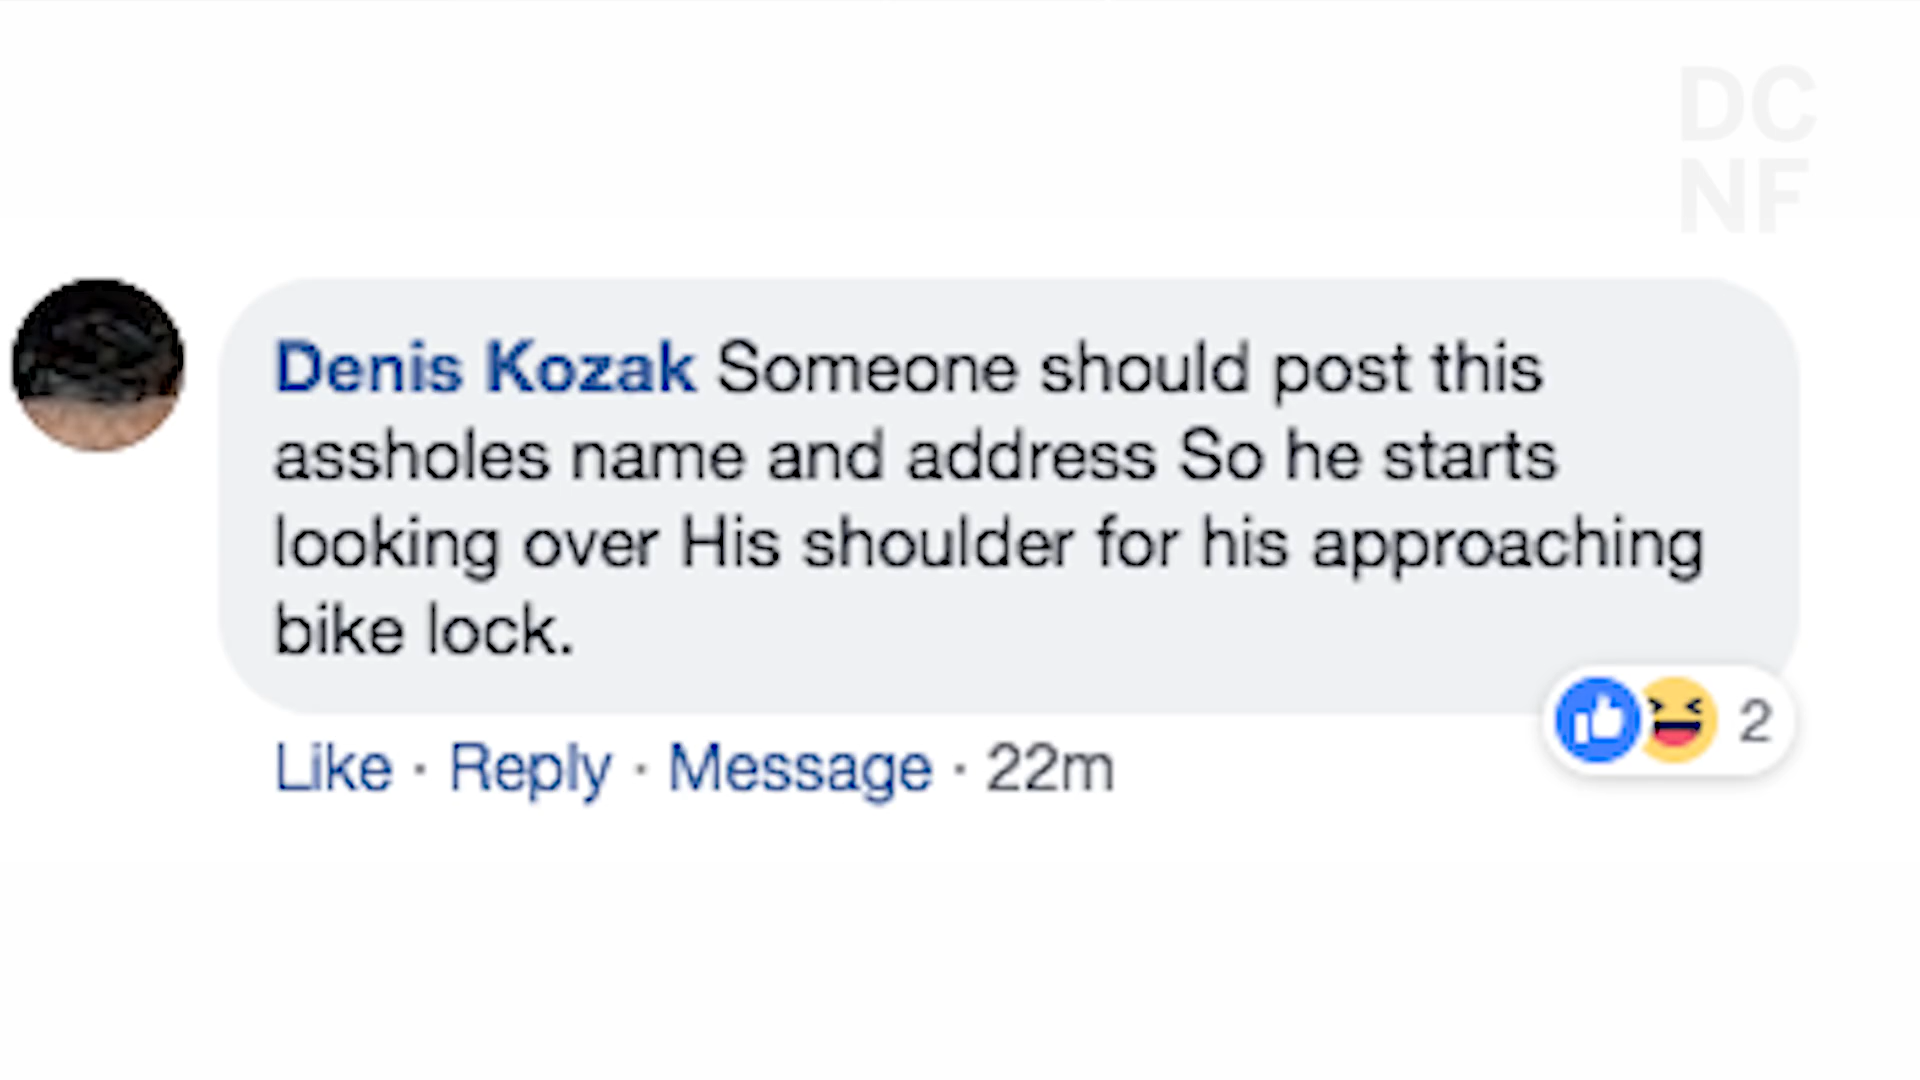 DC
NF
Denis Kozak Someone should post this
assholes name and address So he starts
looking over His shoulder for his approaching
bike lock.
2
Like · Reply · Message · 22m